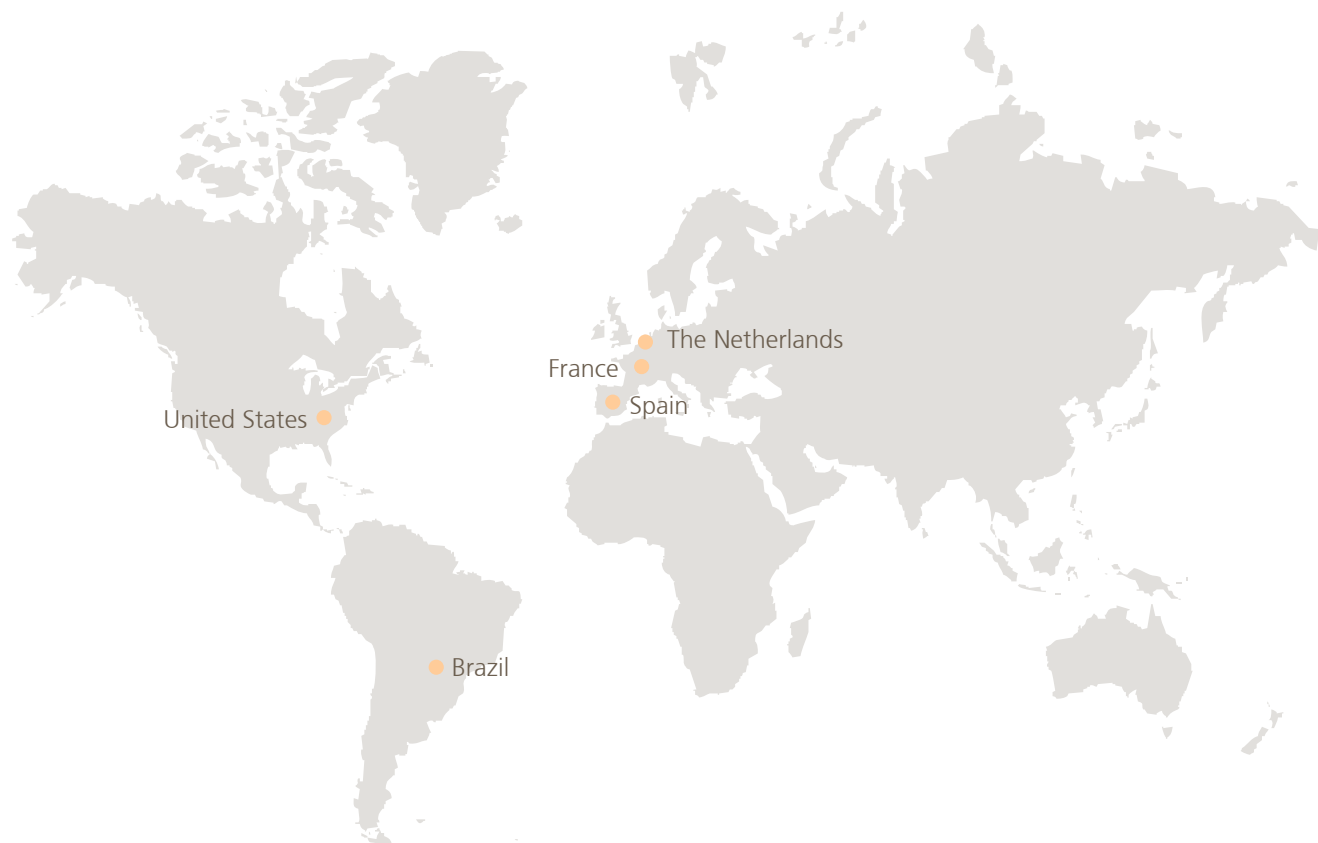 The Netherlands
France
Spain
United States
Brazil